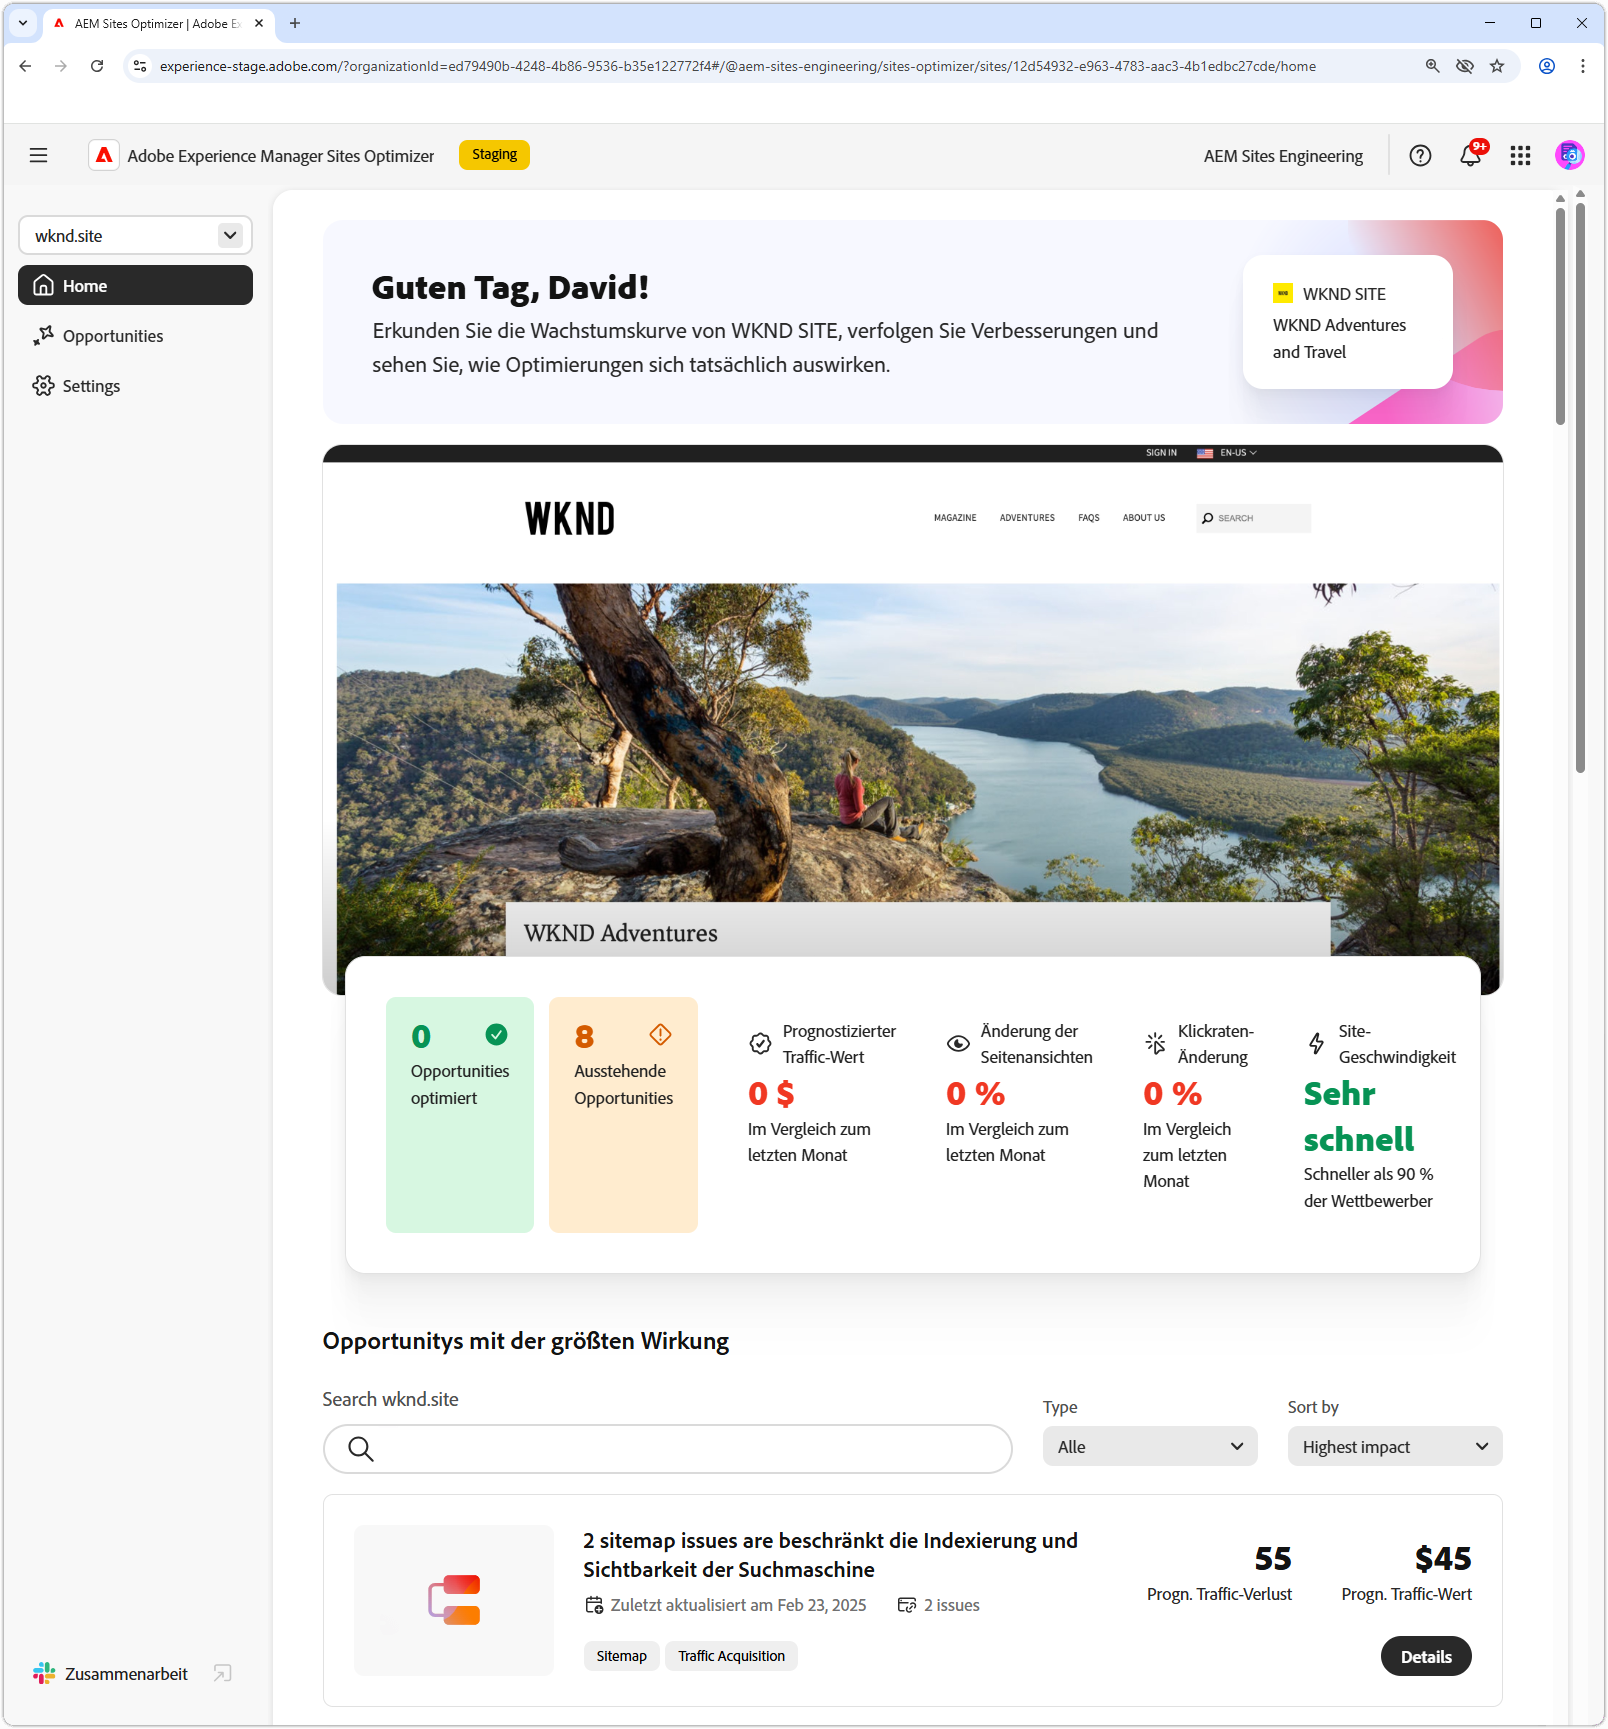 AEM Sites Optimizer | Adobe Ex
experience-stage.adobe.com/?organizationId=ed79490b-4248-4b86-9536-b35e122772f4#/@aem-sites-engineering/sites-optimizer/sites/12d54932-e963-4783-aac3-4b1edbc27cde/home
Adobe Experience Manager Sites Optimizer
Staging
AEM Sites Engineering
9+
wknd.site
Home
Opportunities
Settings
Guten Tag, David!
Erkunden Sie die Wachstumskurve von WKND SITE, verfolgen Sie Verbesserungen und
sehen Sie, wie Optimierungen sich tatsächlich auswirken.
WKND SITE
WKND Adventures
and Travel
SIGN IN
EN-US
WKND
MAGAZINE
ADVENTURES
FAQS
ABOUT US
SEARCH
WKND Adventures
0
Opportunities
optimiert
8
Ausstehende
Opportunities
Prognostizierter
Traffic-Wert
0 $
Im Vergleich zum
letzten Monat
Änderung der
Seitenansichten
0 %
Im Vergleich zum
letzten Monat
Klickraten-
Änderung
0 %
Im Vergleich
zum letzten
Monat
Site-
Geschwindigkeit
Sehr
schnell
Schneller als 90 %
der Wettbewerber
Opportunitys mit der größten Wirkung
Search wknd.site
Type
Alle
Sort by
Highest impact
2 sitemap issues are beschränkt die Indexierung und
Sichtbarkeit der Suchmaschine
Zuletzt aktualisiert am Feb 23, 2025
2 issues
Sitemap
Traffic Acquisition
55
Progn. Traffic-Verlust
$45
Progn. Traffic-Wert
Details
Zusammenarbeit